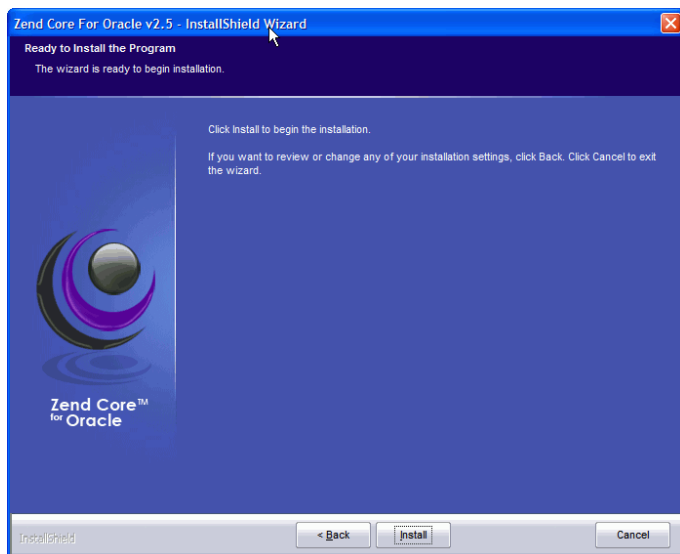 Zend Core For Oracle v2.5 - InstallShield Wizard
Ready to Install the Program
The wizard is ready to begin installation.
Click Install to begin the installation.
If you want to review or change any of your installation settings, click Back. Click Cancel to exit
the wizard.
Zend Core™
for Oracle
InstallShield
< Back
Install
Cancel